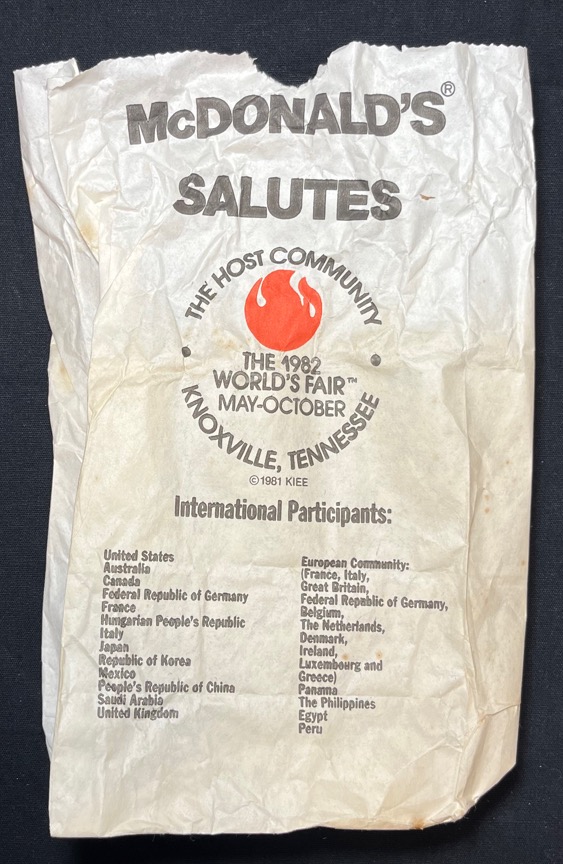 McDONALD'S®
SALUTES
THE HOST COMMUNITY
THE 1982
WORLD'S FAIR™
MAY-OCTOBER
KNOXVILLE, TENNESSEE
©1981 KIEE
International Participants:
United States
Australia
Canada
Federal Republic of Germany
France
Hungarian People's Republic
Italy
Japan
Republic of Korea
Mexico
People's Republic of China
Saudi Arabia
United Kingdom
European Community:
(France, Italy,
Great Britain,
Federal Republic of Germany,
Belgium,
The Netherlands,
Denmark,
Ireland,
Luxembourg and
Greece)
Panama
The Philippines
Egypt
Peru